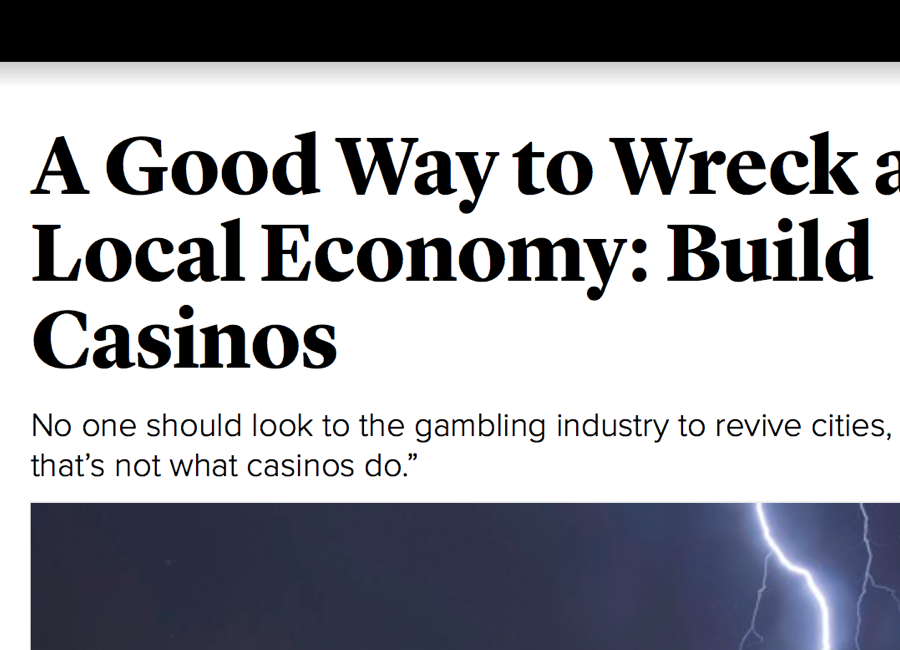 A Good Way to Wreck a
Local Economy: Build
Casinos
No one should look to the gambling industry to revive cities,
that’s not what casinos do.”